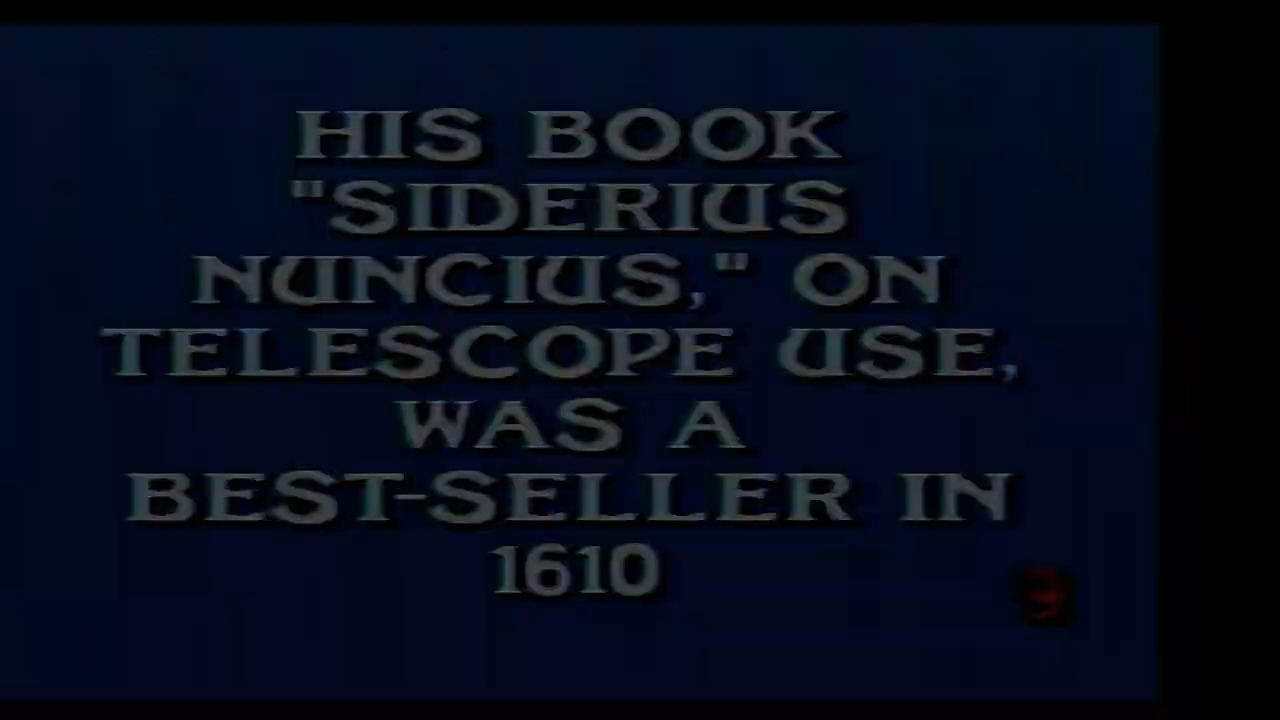 HIS BOOK
"SIDERIUS
NUNCIUS," ON
TELESCOPE USE,
WAS A
BEST-SELLER IN
1610